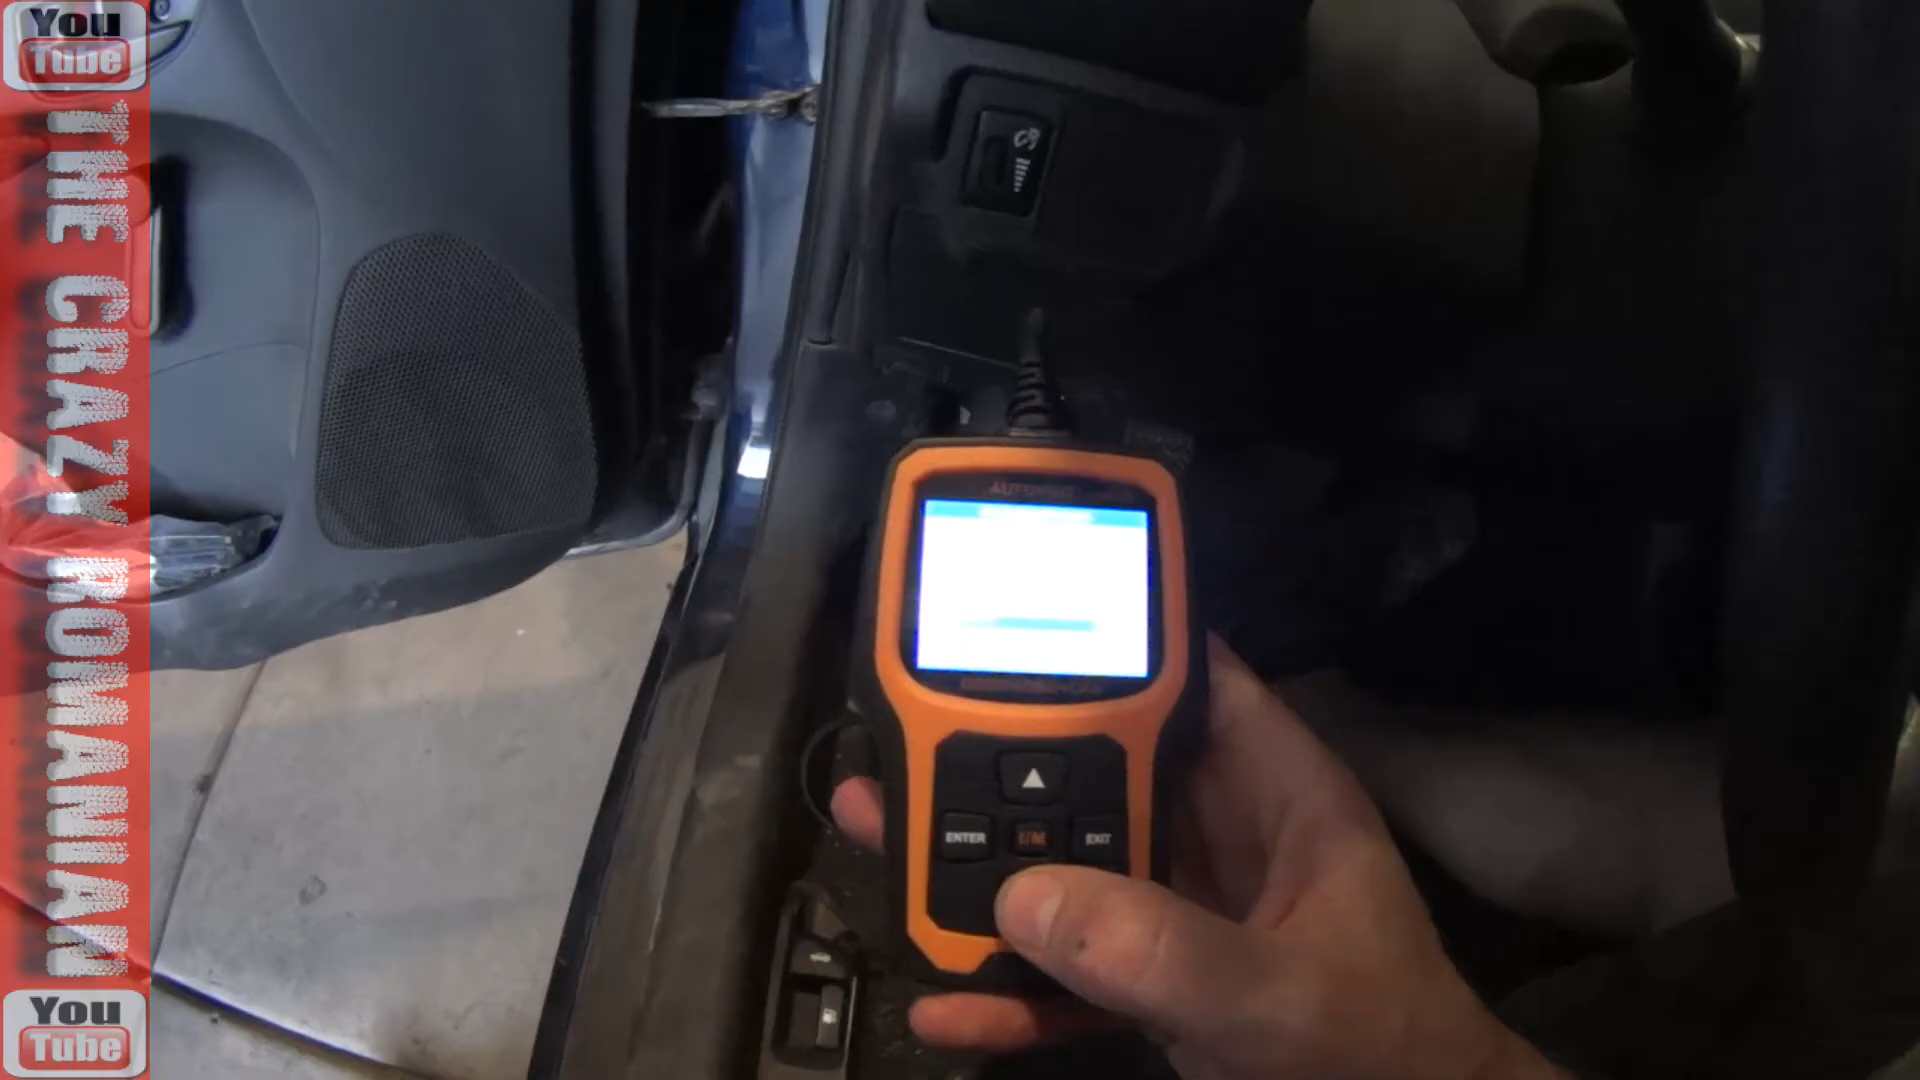 You
Tube
THE CRAZY ROMANIAN
You
Tube
ENTER
I/M
EXIT